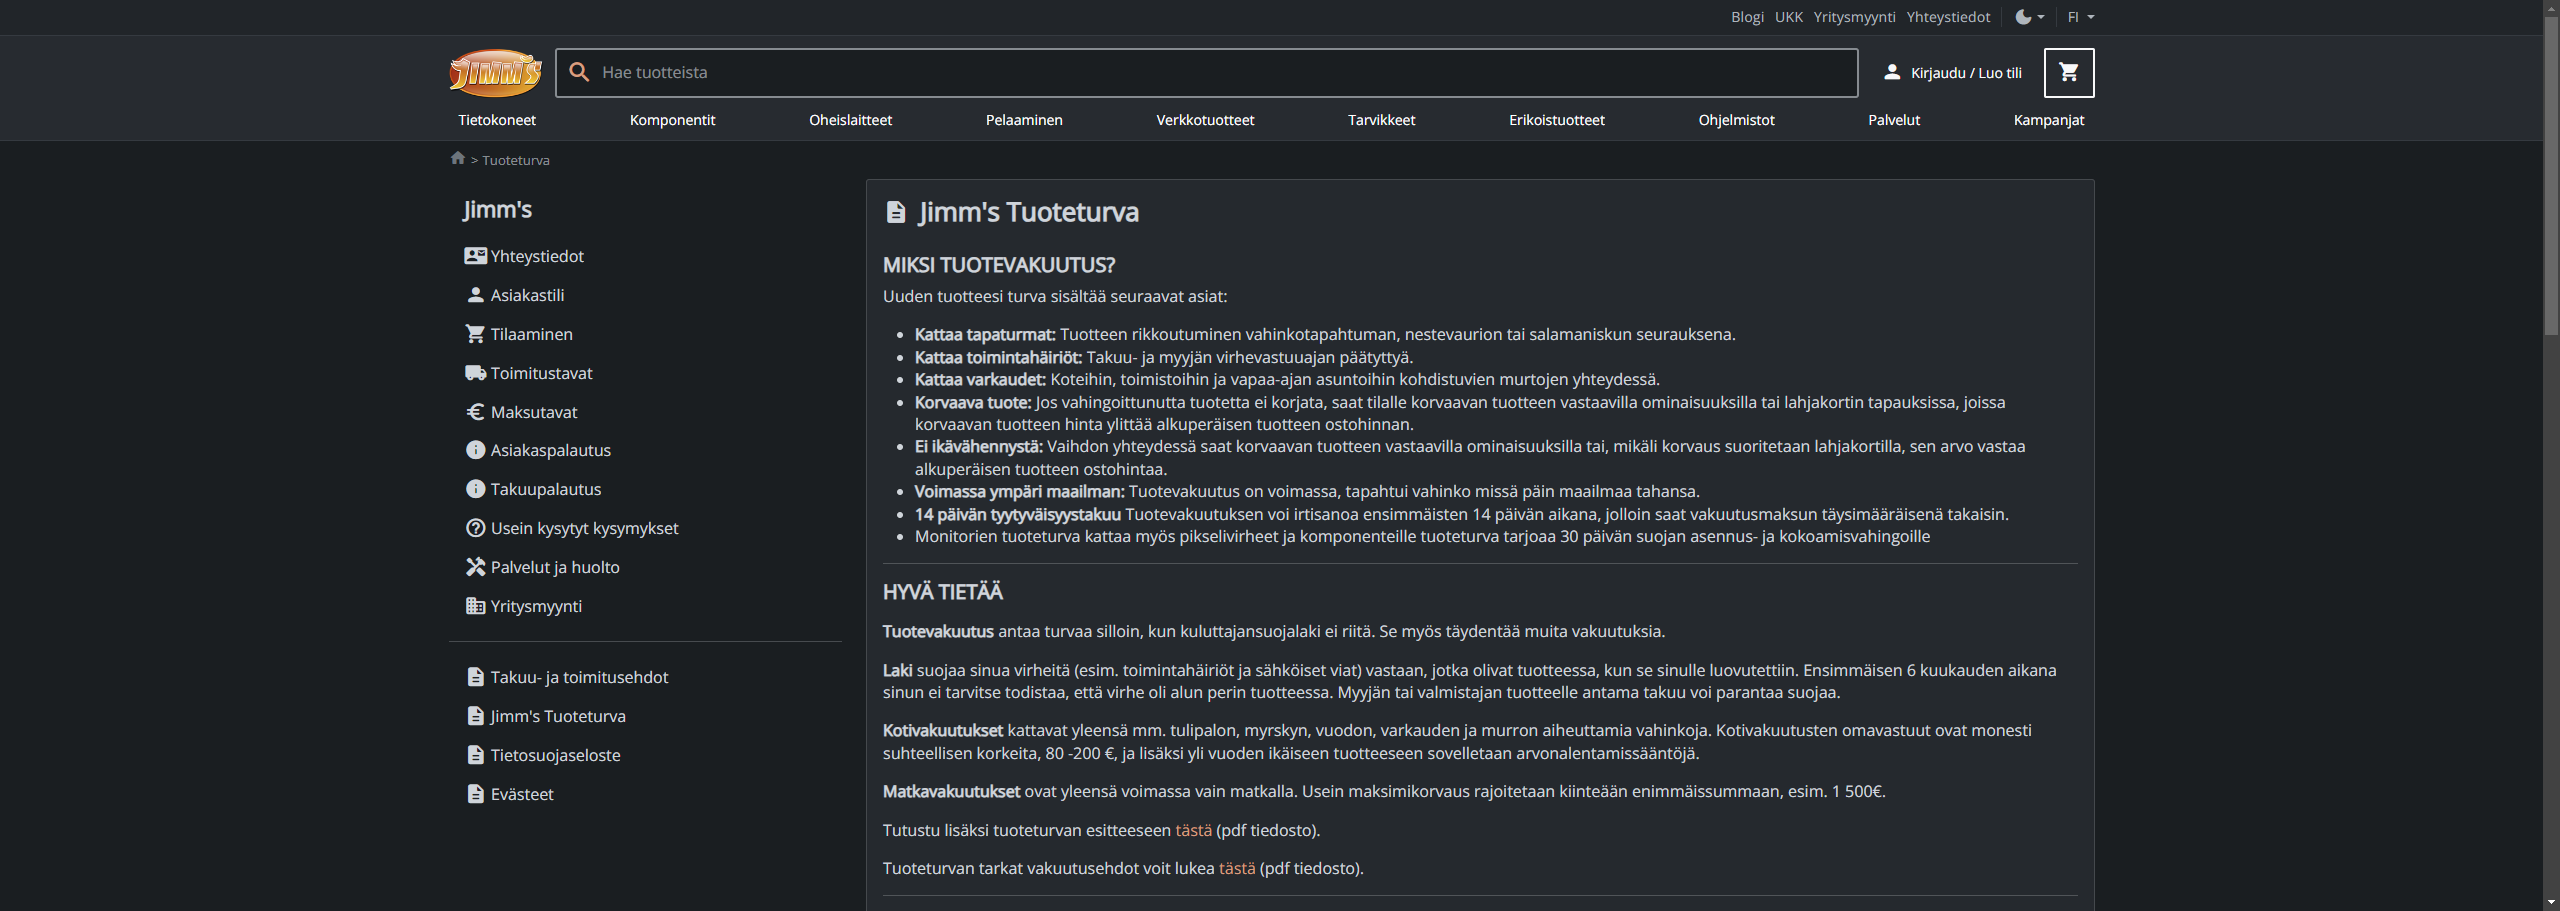 Blogi UKK Yritysmyynti Yhteystiedot FI
JIMM'S
Hae tuotteista
Kirjaudu / Luo tili
Tietokoneet Komponentit Oheislaitteet Pelaaminen Verkkotuotteet Tarvikkeet Erikoistuotteet Ohjelmistot Palvelut Kampanjat
> Tuoteturva
Jimm's
Yhteystiedot
Asiakastili
Tilaaminen
Toimitustavat
Maksutavat
Asiakaspalautus
Takuupalautus
Usein kysytyt kysymykset
Palvelut ja huolto
Yritysmyynti
Takuu- ja toimitusehdot
Jimm's Tuoteturva
Tietosuojaseloste
Evästeet
Jimm's Tuoteturva
MIKSI TUOTEVAKUUTUS?
Uuden tuotteesi turva sisältää seuraavat asiat:
• Kattaa tapaturmat: Tuotteen rikkoutuminen vahinkotapahtuman, nestevaurion tai salamaniskun seurauksena.
• Kattaa toimintahäiriöt: Takuu- ja myyjän virhevastuuajan päätyttyä.
• Kattaa varkaudet: Koteihin, toimistoihin ja vapaa-ajan asuntoihin kohdistuvien murtojen yhteydessä.
• Korvaava tuote: Jos vahingoittunutta tuotetta ei korjata, saat tilalle korvaavan tuotteen vastaavilla ominaisuuksilla tai lahjakortin tapauksissa, joissa
korvaavan tuotteen hinta ylittää alkuperäisen tuotteen ostohinnan.
• Ei ikävähennystä: Vaihdon yhteydessä saat korvaavan tuotteen vastaavilla ominaisuuksilla tai, mikäli korvaus suoritetaan lahjakortilla, sen arvo vastaa
alkuperäisen tuotteen ostohintaa.
• Voimassa ympäri maailman: Tuotevakuutus on voimassa, tapahtui vahinko missä päin maailmaa tahansa.
• 14 päivän tyytyväisyystakuu Tuotevakuutuksen voi irtisanoa ensimmäisten 14 päivän aikana, jolloin saat vakuutusmaksun täysimääräisenä takaisin.
• Monitorien tuoteturva kattaa myös pikselivirheet ja komponenteille tuoteturva tarjoaa 30 päivän suojan asennus- ja kokoamisvahingoille
HYVÄ TIETÄÄ
Tuotevakuutus antaa turvaa silloin, kun kuluttajansuojalaki ei riitä. Se myös täydentää muita vakuutuksia.
Laki suojaa sinua virheitä (esim. toimintahäiriöt ja sähköiset viat) vastaan, jotka olivat tuotteessa, kun se sinulle luovutettiin. Ensimmäisen 6 kuukauden aikana
sinun ei tarvitse todistaa, että virhe oli alun perin tuotteessa. Myyjän tai valmistajan tuotteelle antama takuu voi parantaa suojaa.
Kotivakuutukset kattavat yleensä mm. tulipalon, myrskyn, vuodon, varkauden ja murron aiheuttamia vahinkoja. Kotivakuutusten omavastuut ovat monesti
suhteellisen korkeita, 80 -200 €, ja lisäksi yli vuoden ikäiseen tuotteeseen sovelletaan arvonalentamissääntöjä.
Matkavakuutukset ovat yleensä voimassa vain matkalla. Usein maksimikorvaus rajoitetaan kiinteään enimmäissummaan, esim. 1 500€.
Tutustu lisäksi tuoteturvan esitteeseen tästä (pdf tiedosto).
Tuoteturvan tarkat vakuutusehdot voit lukea tästä (pdf tiedosto).